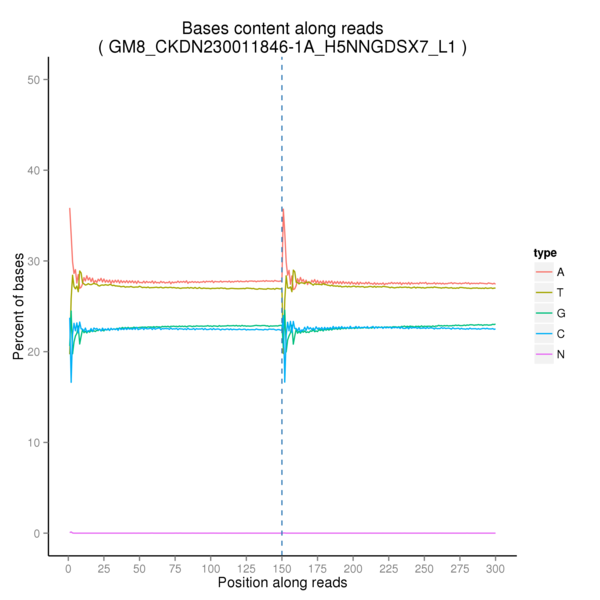 Bases content along reads
( GM8_CKDN230011846-1A_H5NNGDSX7_L1 )
Percent of bases
50
40
30
20
10
0
0 25 50 75 100 125 150 175 200 225 250 275 300
Position along reads
type
A
T
G
C
N